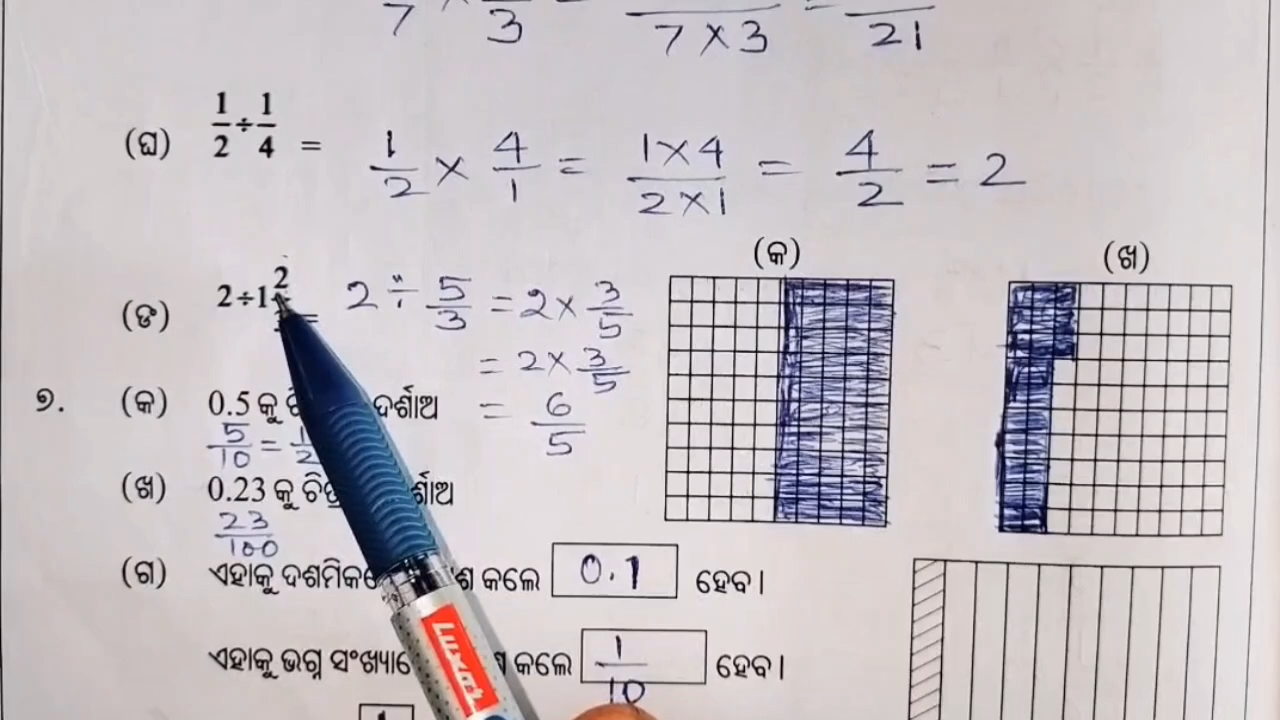 7 × 3 = 7 × 3 = 21
(ଘ) 1/2 ÷ 1/4 = 1/2 × 4/1 = 1×4/2×1 = 4/2 = 2
(ଙ) 2 ÷ 1 2 2 ÷ 5/3 = 2 × 3/5
= 2 × 3/5
= 6/5
(କ) (ଖ)
୭. (କ) 0.5 କୁ ଦର୍ଶାଅ
5/10 = 1/2
(ଖ) 0.23 କୁ
23/100
(ଗ) ଏହାକୁ କଲେ 0.1 ହେବ।
ଏହାକୁ ଭଗ୍ନ କଲେ 1/10 ହେବ।
Luxor